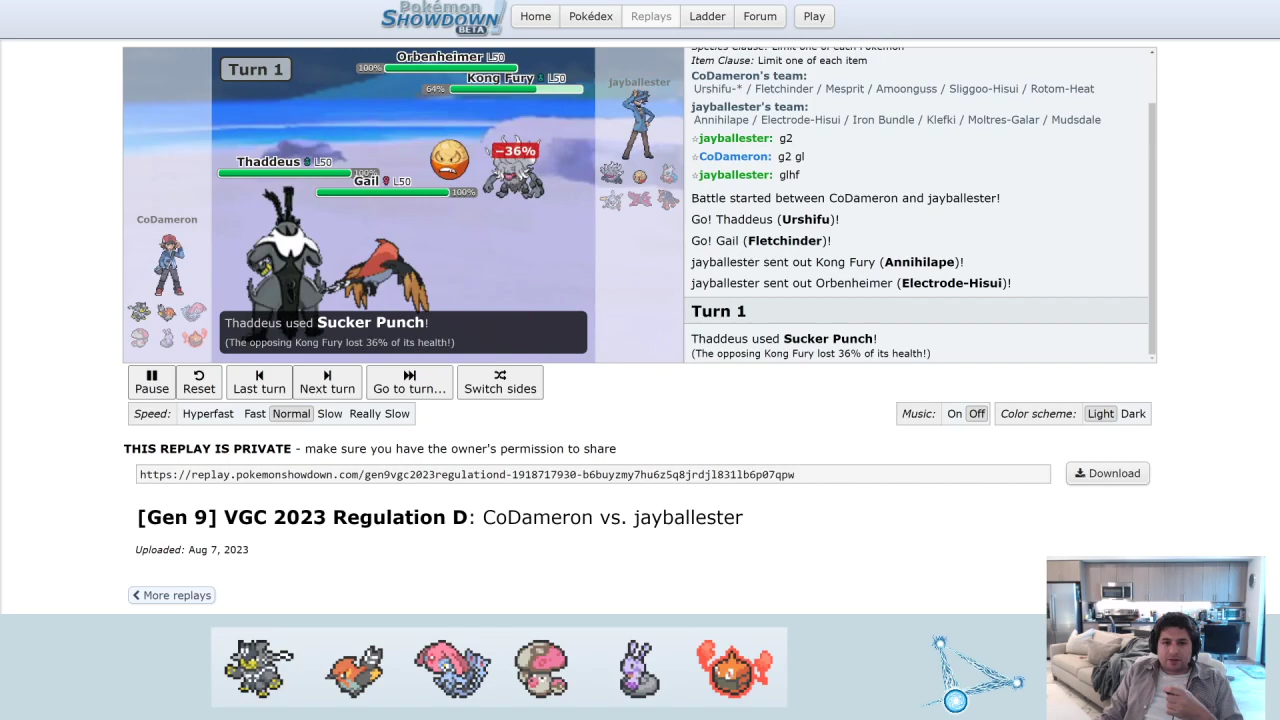 Pokémon
SHOWDOWN!
BETA
Home
Pokédex
Replays
Ladder
Forum
Play
Turn 1
Orbenheimer L50
100%
Kong Fury L50
64%
-36%
Thaddeus L50
100%
Gail L50
100%
CoDameron
jayballester
Thaddeus used Sucker Punch!
(The opposing Kong Fury lost 36% of its health!)
Species Clause: Limit one of each Pokémon
Item Clause: Limit one of each item
CoDameron's team:
Urshifu-* / Fletchinder / Mesprit / Amoonguss / Sliggoo-Hisui / Rotom-Heat
jayballester's team:
Annihilape / Electrode-Hisui / Iron Bundle / Klefki / Moltres-Galar / Mudsdale
☆jayballester: g2
☆CoDameron: g2 gl
☆jayballester: glhf
Battle started between CoDameron and jayballester!
Go! Thaddeus (Urshifu)!
Go! Gail (Fletchinder)!
jayballester sent out Kong Fury (Annihilape)!
jayballester sent out Orbenheimer (Electrode-Hisui)!
Turn 1
Thaddeus used Sucker Punch!
(The opposing Kong Fury lost 36% of its health!)
Pause
Reset
Last turn
Next turn
Go to turn...
Switch sides
Speed: Hyperfast Fast Normal Slow Really Slow
Music: On Off
Color scheme: Light Dark
THIS REPLAY IS PRIVATE - make sure you have the owner's permission to share
https://replay.pokemonshowdown.com/gen9vgc2023regulationd-1918717930-b6buyzmy7hu6z5q8jrdjl831lb6p07qpw
Download
[Gen 9] VGC 2023 Regulation D: CoDameron vs. jayballester
Uploaded: Aug 7, 2023
More replays